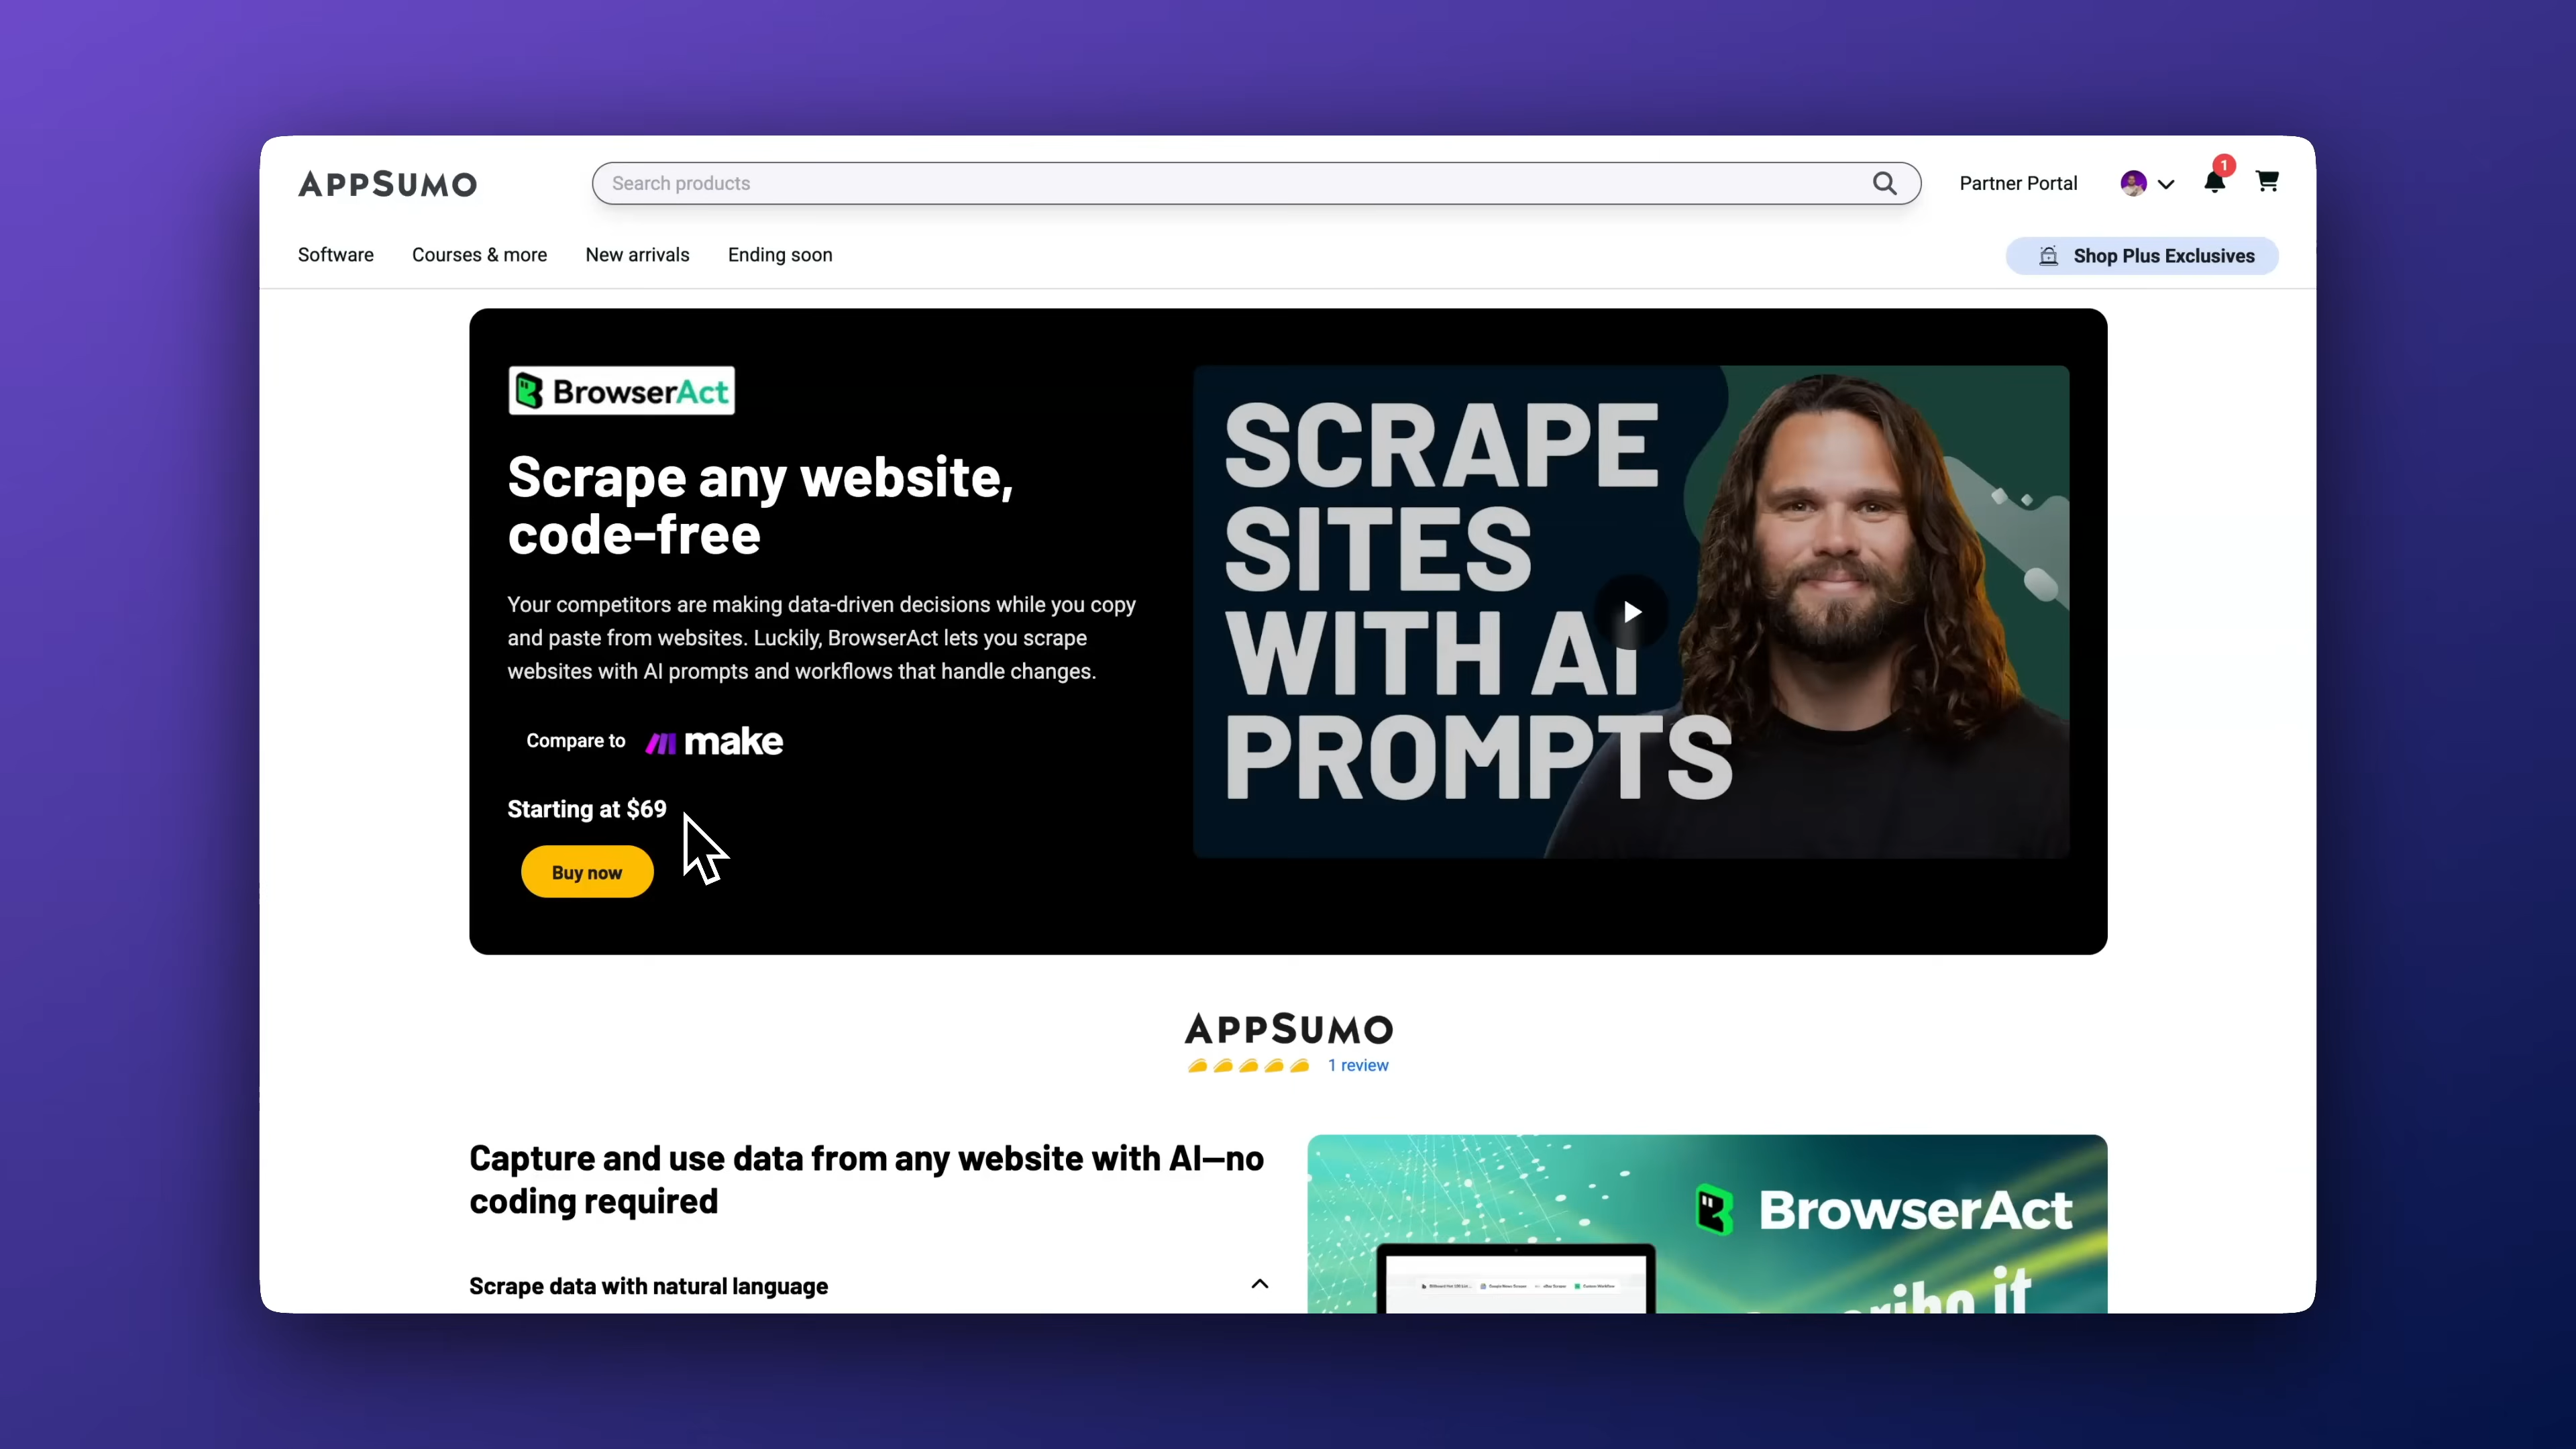 APPSUMO
Search products
Partner Portal
1
Software
Courses & more
New arrivals
Ending soon
Shop Plus Exclusives
BrowserAct
Scrape any website,
code-free
Your competitors are making data-driven decisions while you copy
and paste from websites. Luckily, BrowserAct lets you scrape
websites with AI prompts and workflows that handle changes.
Compare to make
Starting at $69
Buy now
SCRAPE
SITES
WITH AI
PROMPTS
APPSUMO
1 review
Capture and use data from any website with AI—no
coding required
Scrape data with natural language
BrowserAct
it